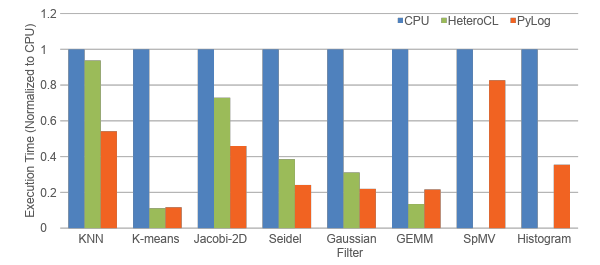 1.2
CPU HeteroCL PyLog
1
0.8
0.6
0.4
0.2
0
Execution Time (Normalized to CPU)
KNN K-means Jacobi-2D Seidel Gaussian Filter GEMM SpMV Histogram